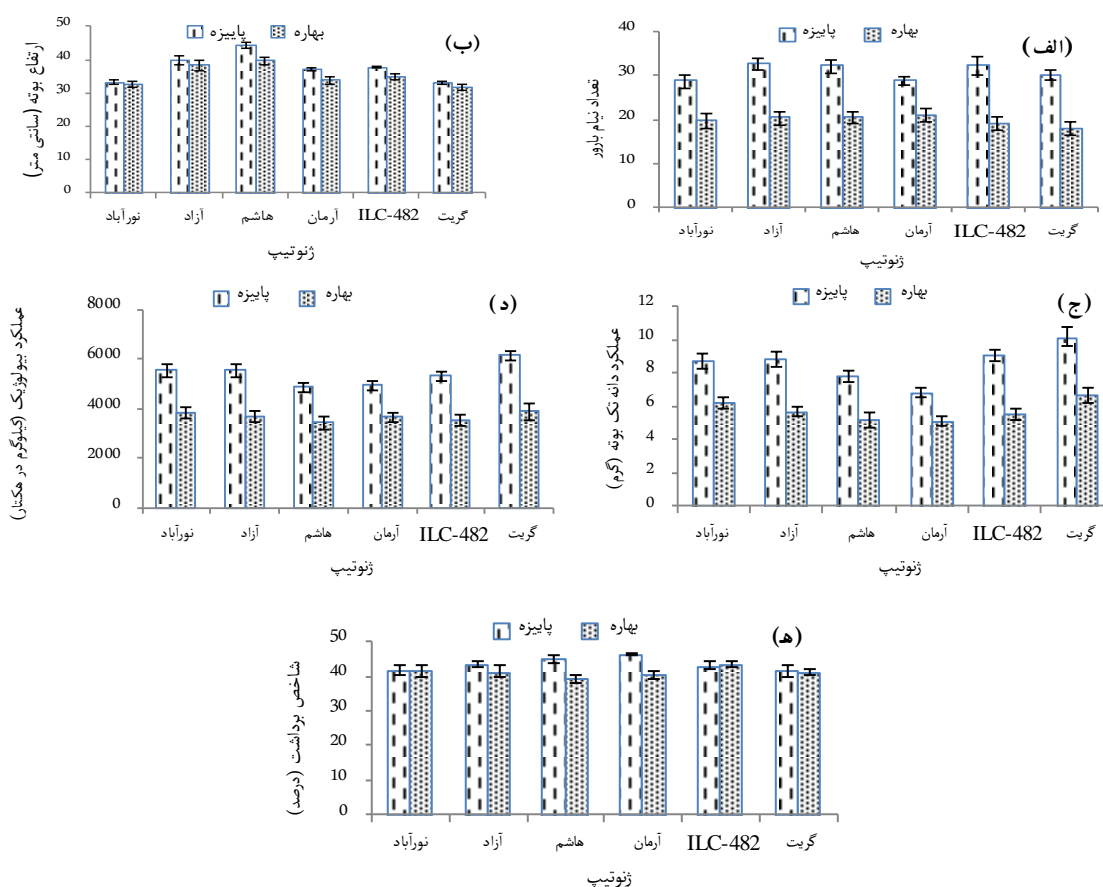 (الف)
پاییزه
بهاره
تعداد نیام بارور
40
30
20
10
0
نورآباد
آزاد
هاشم
آرمان
ILC-482
گریت
ژنوتیپ
(ب)
پاییزه
بهاره
ارتفاع بوته (سانتی متر)
50
40
30
20
10
0
نورآباد
آزاد
هاشم
آرمان
ILC-482
گریت
ژنوتیپ
(ج)
پاییزه
بهاره
عملکرد دانه تک بوته (گرم)
12
10
8
6
4
2
0
نورآباد
آزاد
هاشم
آرمان
ILC-482
گریت
ژنوتیپ
(د)
پاییزه
بهاره
عملکرد بیولوژیک (کیلوگرم در هکتار)
8000
6000
4000
2000
0
نورآباد
آزاد
هاشم
آرمان
ILC-482
گریت
ژنوتیپ
(ه)
پاییزه
بهاره
شاخص برداشت (درصد)
50
40
30
20
10
0
نورآباد
آزاد
هاشم
آرمان
ILC-482
گریت
ژنوتیپ